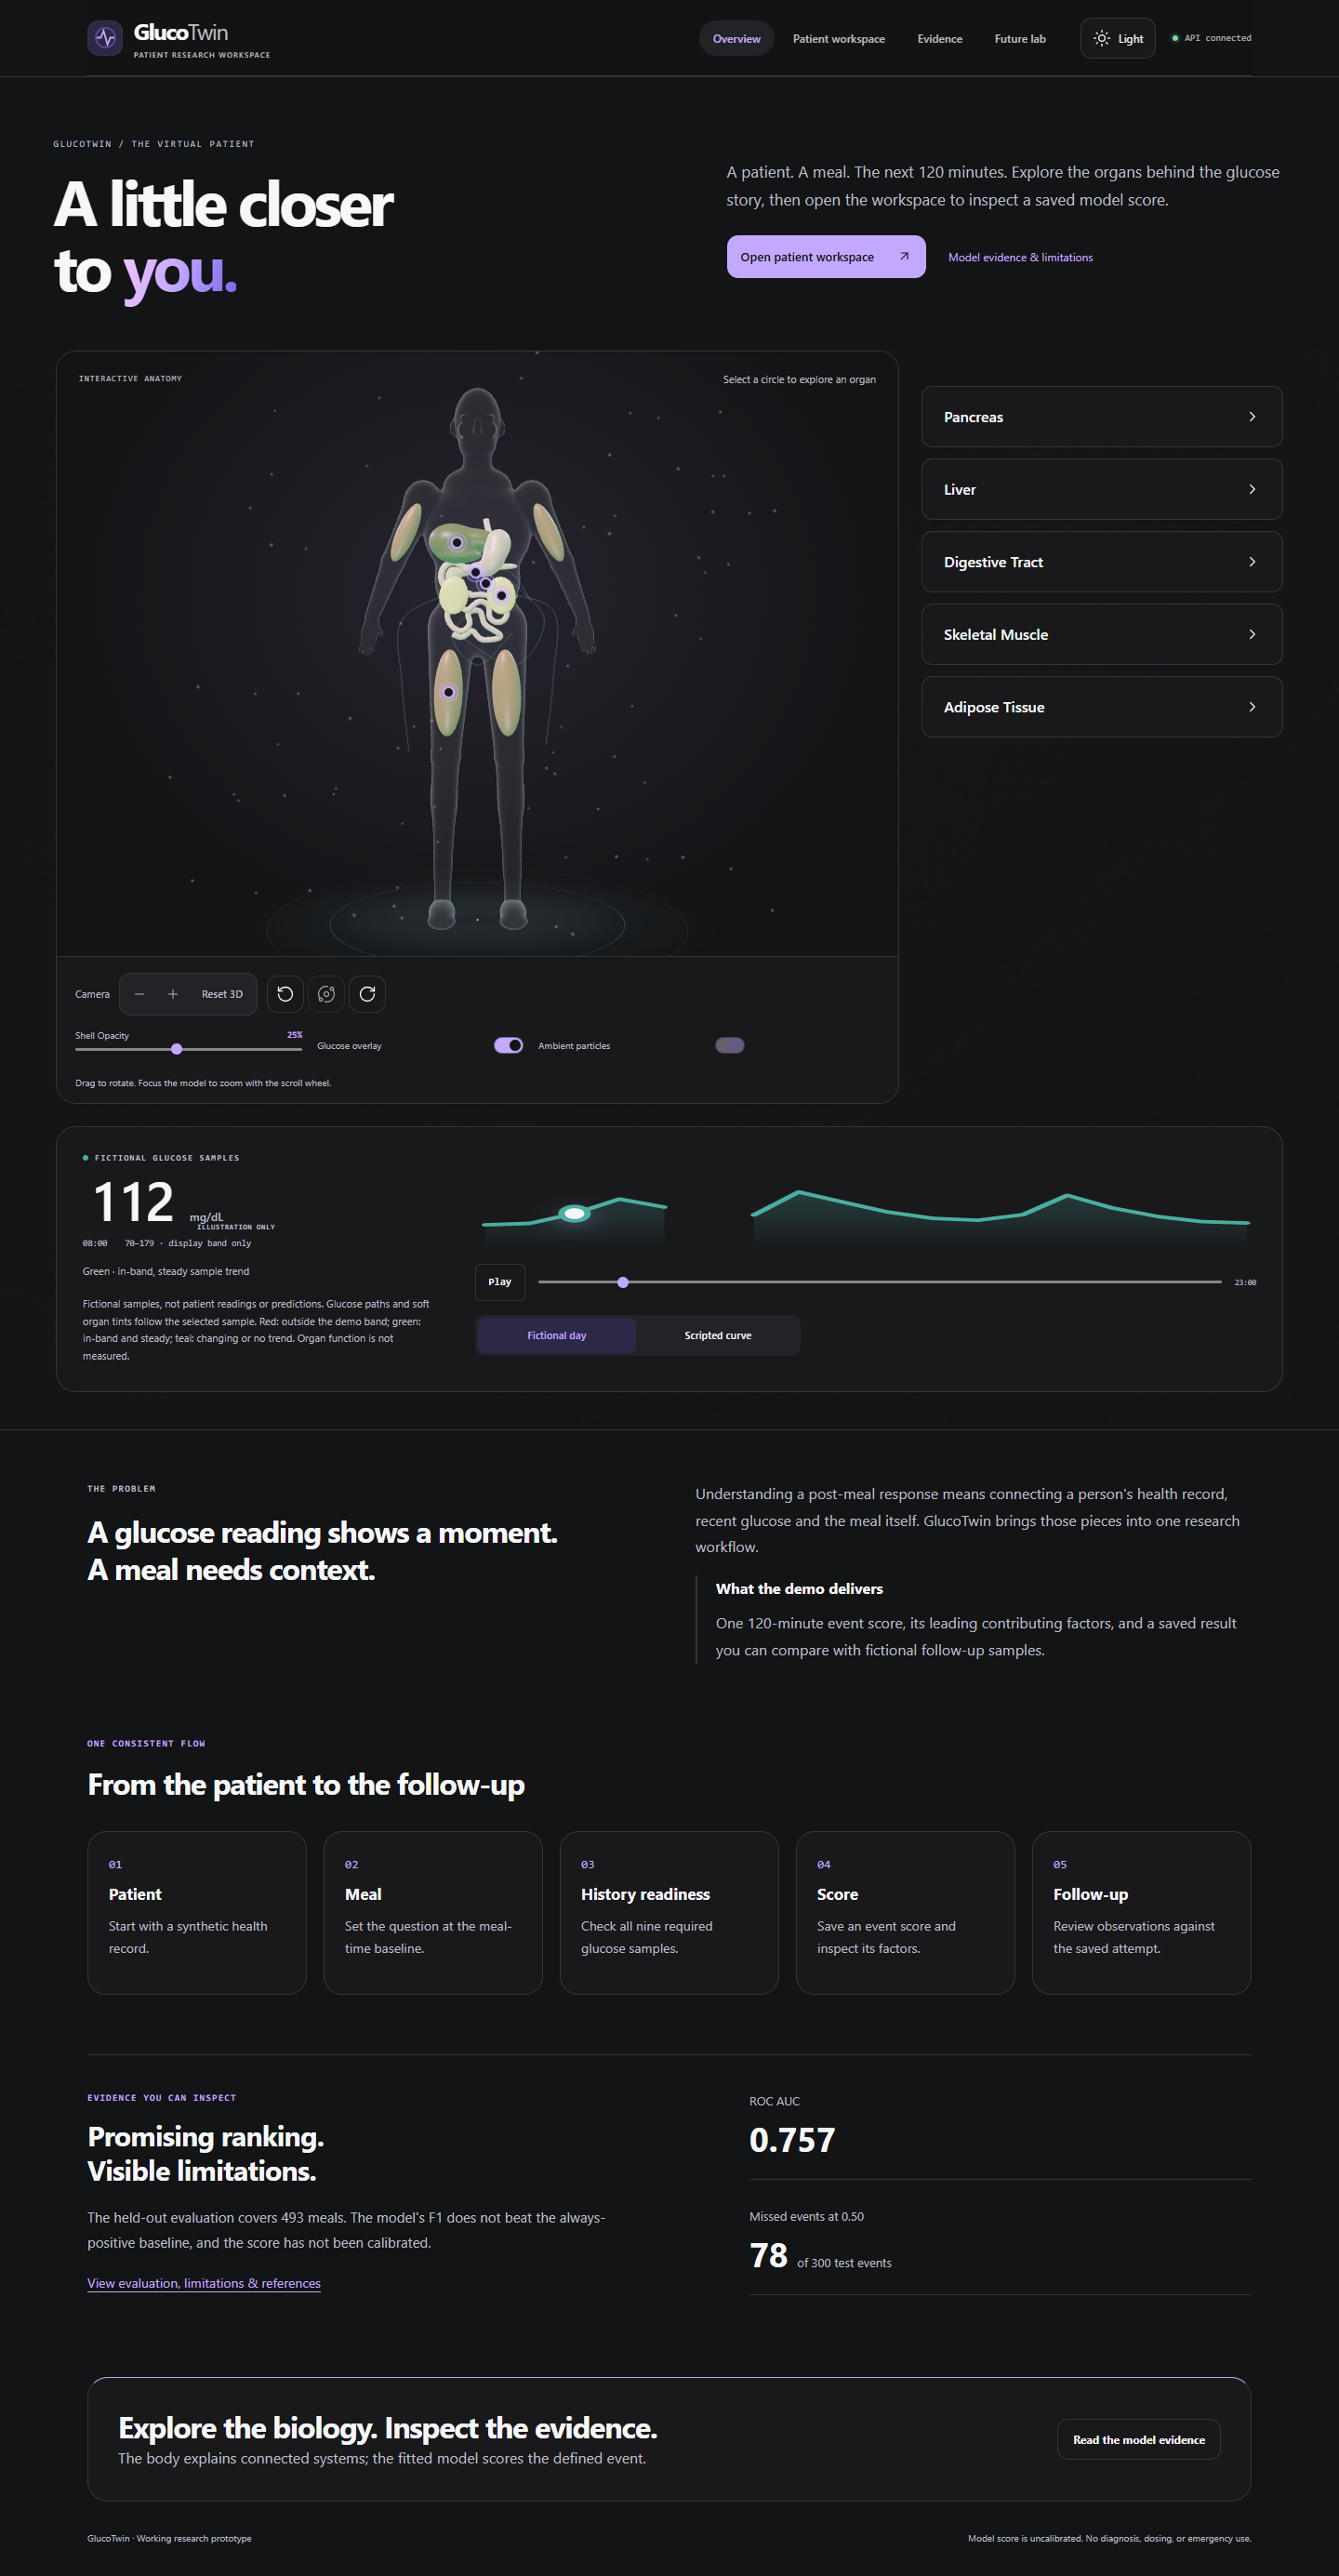 GlucoTwin
PATIENT RESEARCH WORKSPACE
Overview
Patient workspace
Evidence
Future lab
Light
API connected
GLUCOTWIN / THE VIRTUAL PATIENT
A little closer
to you.
A patient. A meal. The next 120 minutes. Explore the organs behind the glucose
story, then open the workspace to inspect a saved model score.
Open patient workspace
Model evidence & limitations
INTERACTIVE ANATOMY
Select a circle to explore an organ
Pancreas
Liver
Digestive Tract
Skeletal Muscle
Adipose Tissue
Camera
Reset 3D
Shell Opacity
25%
Glucose overlay
Ambient particles
Drag to rotate. Focus the model to zoom with the scroll wheel.
FICTIONAL GLUCOSE SAMPLES
112 mg/dL
ILLUSTRATION ONLY
08:00 70–179 · display band only
Green · in-band, steady sample trend
Fictional samples, not patient readings or predictions. Glucose paths and soft
organ tints follow the selected sample. Red: outside the demo band; green:
in-band and steady; teal: changing or no trend. Organ function is not
measured.
Play
23:00
Fictional day
Scripted curve
THE PROBLEM
A glucose reading shows a moment.
A meal needs context.
Understanding a post-meal response means connecting a person's health record,
recent glucose and the meal itself. GlucoTwin brings those pieces into one research
workflow.
What the demo delivers
One 120-minute event score, its leading contributing factors, and a saved result
you can compare with fictional follow-up samples.
ONE CONSISTENT FLOW
From the patient to the follow-up
01
Patient
Start with a synthetic health
record.
02
Meal
Set the question at the meal-
time baseline.
03
History readiness
Check all nine required
glucose samples.
04
Score
Save an event score and
inspect its factors.
05
Follow-up
Review observations against
the saved attempt.
EVIDENCE YOU CAN INSPECT
Promising ranking.
Visible limitations.
The held-out evaluation covers 493 meals. The model's F1 does not beat the always-
positive baseline, and the score has not been calibrated.
View evaluation, limitations & references
ROC AUC
0.757
Missed events at 0.50
78 of 300 test events
Explore the biology. Inspect the evidence.
The body explains connected systems; the fitted model scores the defined event.
Read the model evidence
GlucoTwin · Working research prototype
Model score is uncalibrated. No diagnosis, dosing, or emergency use.